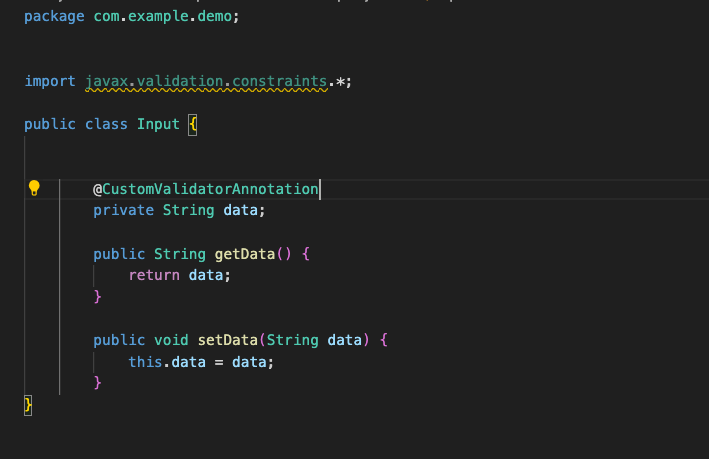 package com.example.demo;
import javax.validation.constraints.*;
public class Input {
@CustomValidatorAnnotation
private String data;
public String getData() {
return data;
}
public void setData(String data) {
this.data = data;
}
}